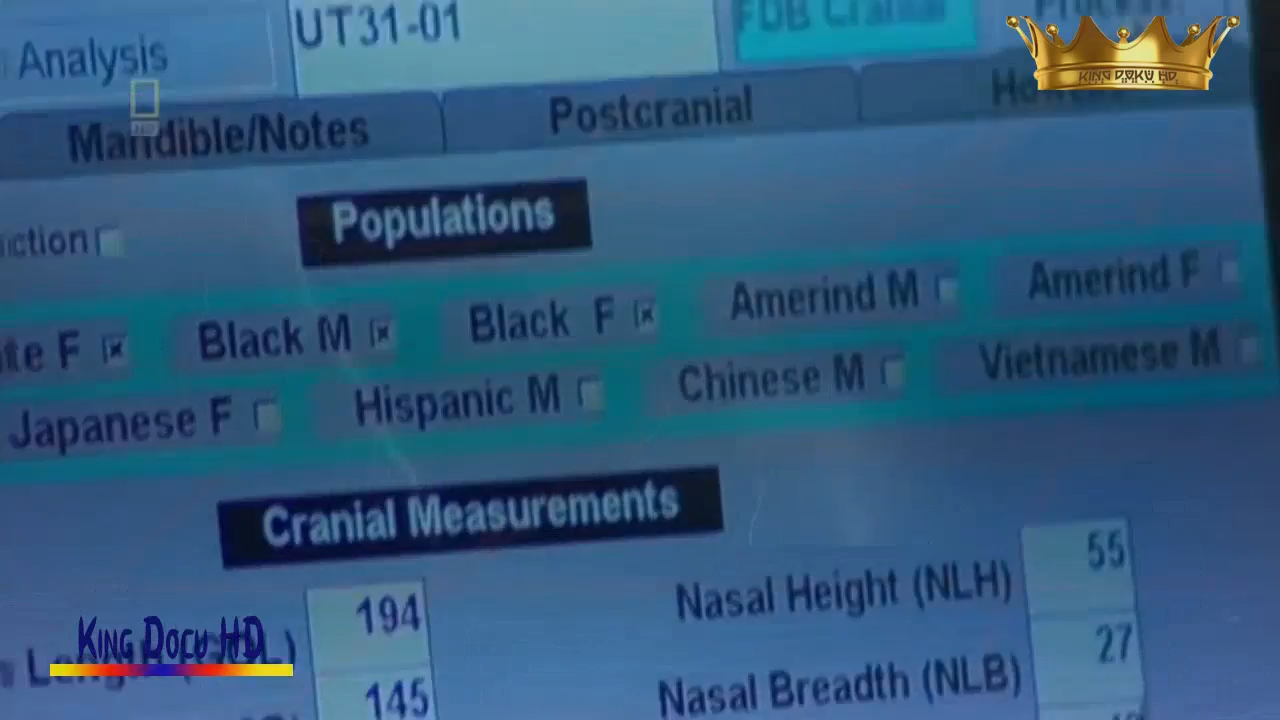 Analysis
UT31-01
FDB Cranial
KING DOKU HD
Mandible/Notes
Postcranial
Populations
Black M
Black F
Amerind M
Amerind F
Japanese F
Hispanic M
Chinese M
Vietnamese M
Cranial Measurements
194
Nasal Height (NLH)
55
King Docu HD
145
Nasal Breadth (NLB)
27